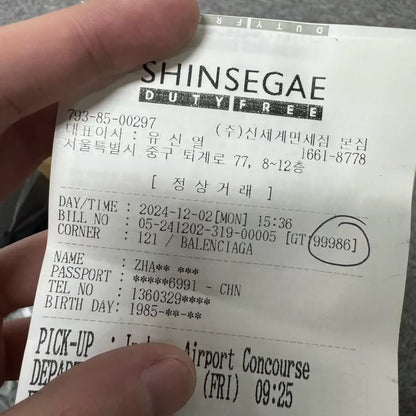 SHINSEGAE
DUTY FREE
793-85-00297
(주)신세계면세점 본점
대표이사 : 유 신 열
1661-8778
서울특별시 중구 퇴계로 77, 8~12층
[ 정 상 거 래 ]
DAY/TIME : 2024-12-02[MON] 15:36
BILL NO : 05-241202-319-00005 [GT:99986]
CORNER : 121 / BALENCIAGA
NAME : ZHA** ***
PASSPORT : *****6991 - CHN
TEL NO : 1360329****
BIRTH DAY: 1985-**-**
PICK-UP : Airport Concourse
(FRI) 09:25